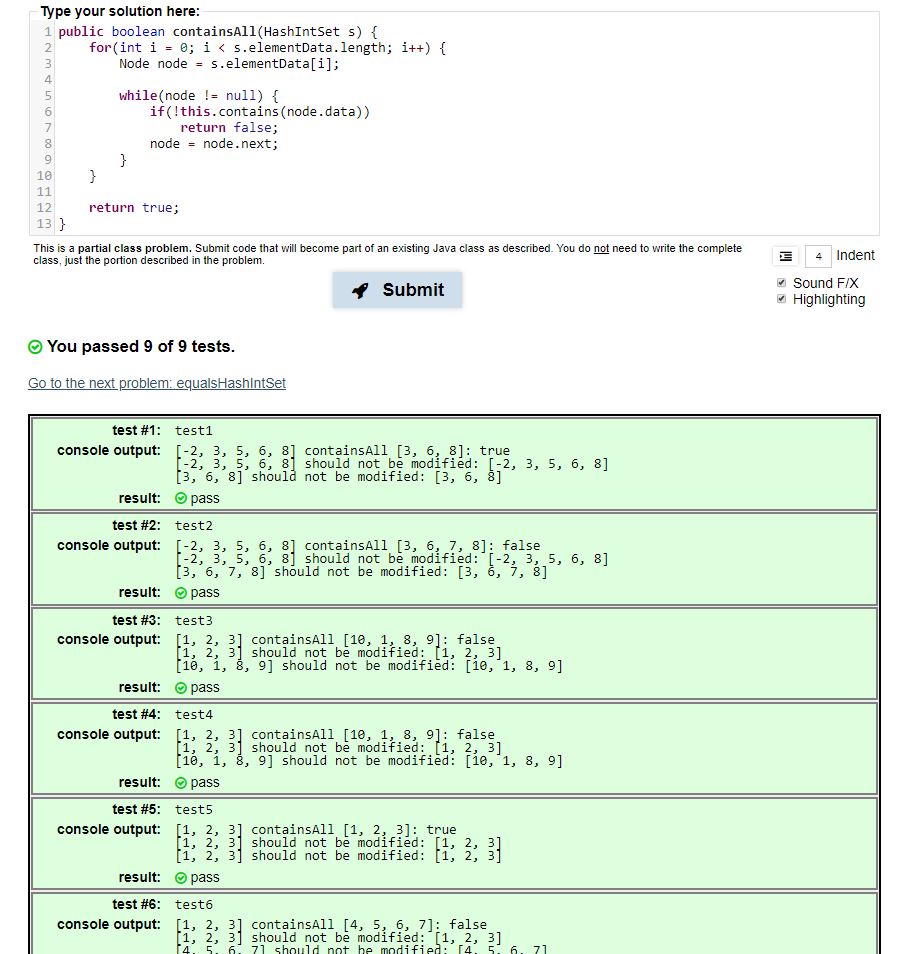 Type your solution here:
1 public boolean containsAll(HashIntSet s) {
2     for(int i = 0; i < s.elementData.length; i++) {
3         Node node = s.elementData[i];
4
5         while(node != null) {
6             if(!this.contains(node.data))
7                 return false;
8             node = node.next;
9         }
10     }
11
12     return true;
13 }
This is a partial class problem. Submit code that will become part of an existing Java class as described. You do not need to write the complete
class, just the portion described in the problem.
4 Indent
Sound F/X
Highlighting
Submit
You passed 9 of 9 tests.
Go to the next problem: equalsHashIntSet
test #1: test1
console output: [-2, 3, 5, 6, 8] containsAll [3, 6, 8]: true
[-2, 3, 5, 6, 8] should not be modified: [-2, 3, 5, 6, 8]
[3, 6, 8] should not be modified: [3, 6, 8]
result: pass
test #2: test2
console output: [-2, 3, 5, 6, 8] containsAll [3, 6, 7, 8]: false
[-2, 3, 5, 6, 8] should not be modified: [-2, 3, 5, 6, 8]
[3, 6, 7, 8] should not be modified: [3, 6, 7, 8]
result: pass
test #3: test3
console output: [1, 2, 3] containsAll [10, 1, 8, 9]: false
[1, 2, 3] should not be modified: [1, 2, 3]
[10, 1, 8, 9] should not be modified: [10, 1, 8, 9]
result: pass
test #4: test4
console output: [1, 2, 3] containsAll [10, 1, 8, 9]: false
[1, 2, 3] should not be modified: [1, 2, 3]
[10, 1, 8, 9] should not be modified: [10, 1, 8, 9]
result: pass
test #5: test5
console output: [1, 2, 3] containsAll [1, 2, 3]: true
[1, 2, 3] should not be modified: [1, 2, 3]
[1, 2, 3] should not be modified: [1, 2, 3]
result: pass
test #6: test6
console output: [1, 2, 3] containsAll [4, 5, 6, 7]: false
[1, 2, 3] should not be modified: [1, 2, 3]
[4, 5, 6, 7] should not be modified: [4, 5, 6, 7]